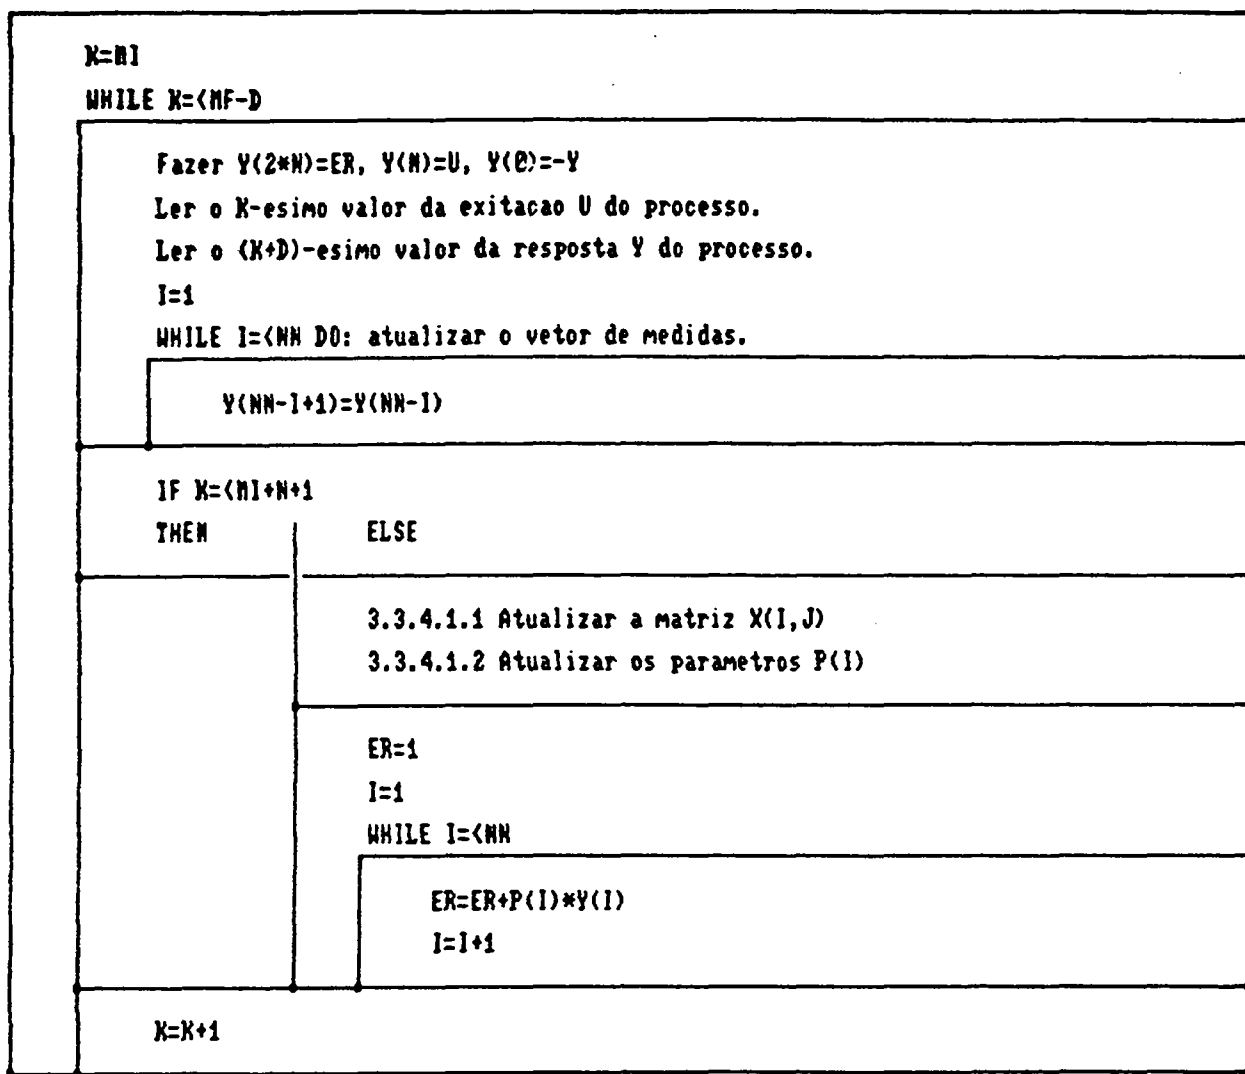 K=MI
WHILE K=<MF-D
Fazer Y(2*N)=ER, Y(N)=U, Y(0)=-Y
Ler o K-esimo valor da exitacao U do processo.
Ler o (K+D)-esimo valor da resposta Y do processo.
I=1
WHILE I=<NN DO: atualizar o vetor de medidas.
Y(NN-I+1)=Y(NN-I)
IF K=<MI+N+1
THEN ELSE
3.3.4.1.1 Atualizar a matriz X(I,J)
3.3.4.1.2 Atualizar os parametros P(I)
ER=1
I=1
WHILE I=<NN
ER=ER+P(I)*Y(I)
I=I+1
K=K+1